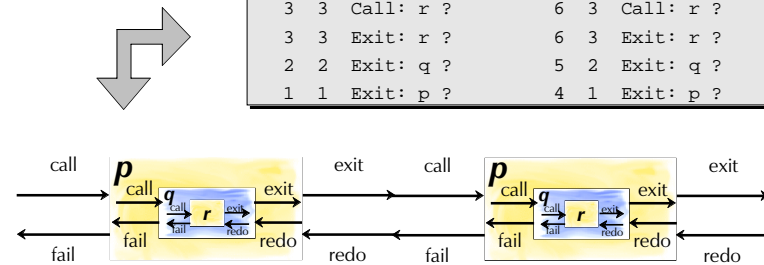 3 3 Call: r ? 6 3 Call: r ?
3 3 Exit: r ? 6 3 Exit: r ?
2 2 Exit: q ? 5 2 Exit: q ?
1 1 Exit: p ? 4 1 Exit: p ?
call p exit call p exit
call q exit call q exit
call r exit call r exit
fail redo fail redo
fail redo fail redo
fail redo fail redo